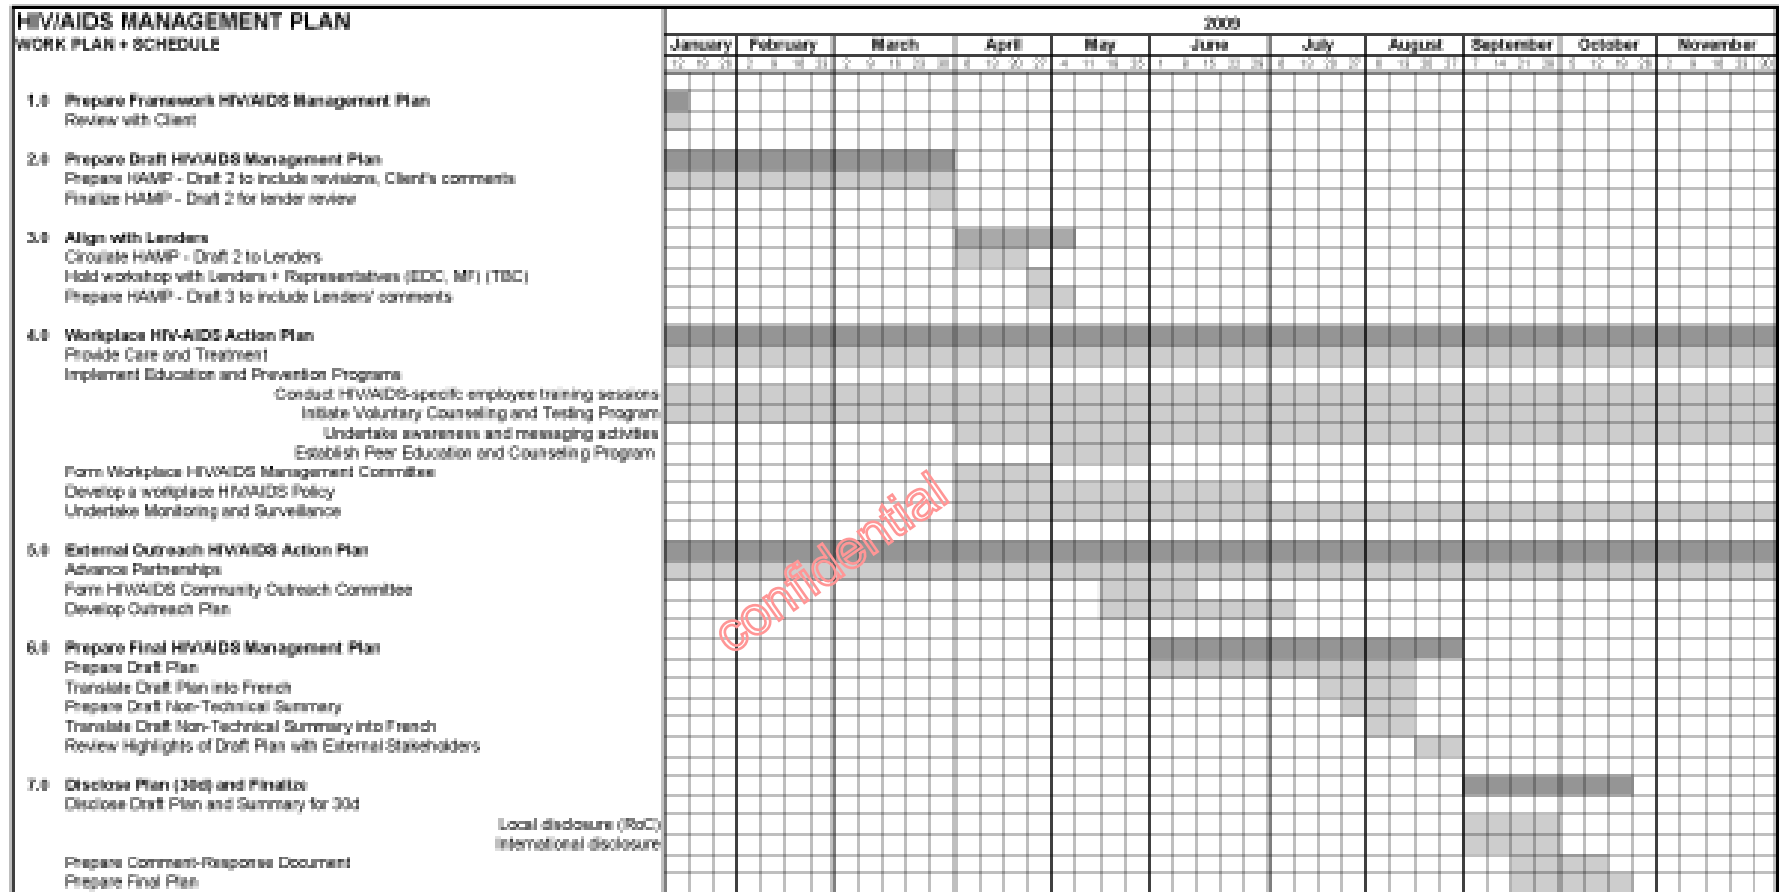 HIV/AIDS MANAGEMENT PLAN
WORK PLAN + SCHEDULE
2009
January February March April May June July August September October November
1.0 Prepare Framework HIV/AIDS Management Plan
Review with Client
2.0 Prepare Draft HIV/AIDS Management Plan
Prepare HAMP - Draft 2 to include revisions, Client's comments
Finalize HAMP - Draft 2 for lender review
3.0 Align with Lenders
Circulate HAMP - Draft 2 to Lenders
Hold workshop with Lenders + Representatives (EDC, MF) (TBC)
Prepare HAMP - Draft 3 to include Lenders' comments
4.0 Workplace HIV-AIDS Action Plan
Provide Care and Treatment
Implement Education and Prevention Programs
Conduct HIV/AIDS-specific employee training sessions
Initiate Voluntary Counseling and Testing Program
Undertake awareness and messaging activities
Establish Peer Education and Counseling Program
Form Workplace HIV/AIDS Management Committee
Develop a workplace HIV/AIDS Policy
Undertake Monitoring and Surveillance
confidential
5.0 External Outreach HIV/AIDS Action Plan
Advance Partnerships
Form HIV/AIDS Community Outreach Committee
Develop Outreach Plan
6.0 Prepare Final HIV/AIDS Management Plan
Prepare Draft Plan
Translate Draft Plan into French
Prepare Draft Non-Technical Summary
Translate Draft Non-Technical Summary into French
Review Highlights of Draft Plan with External Stakeholders
7.0 Disclose Plan (30d) and Finalize
Disclose Draft Plan and Summary for 30d
Local disclosure (RoC)
International disclosure
Prepare Comment-Response Document
Prepare Final Plan